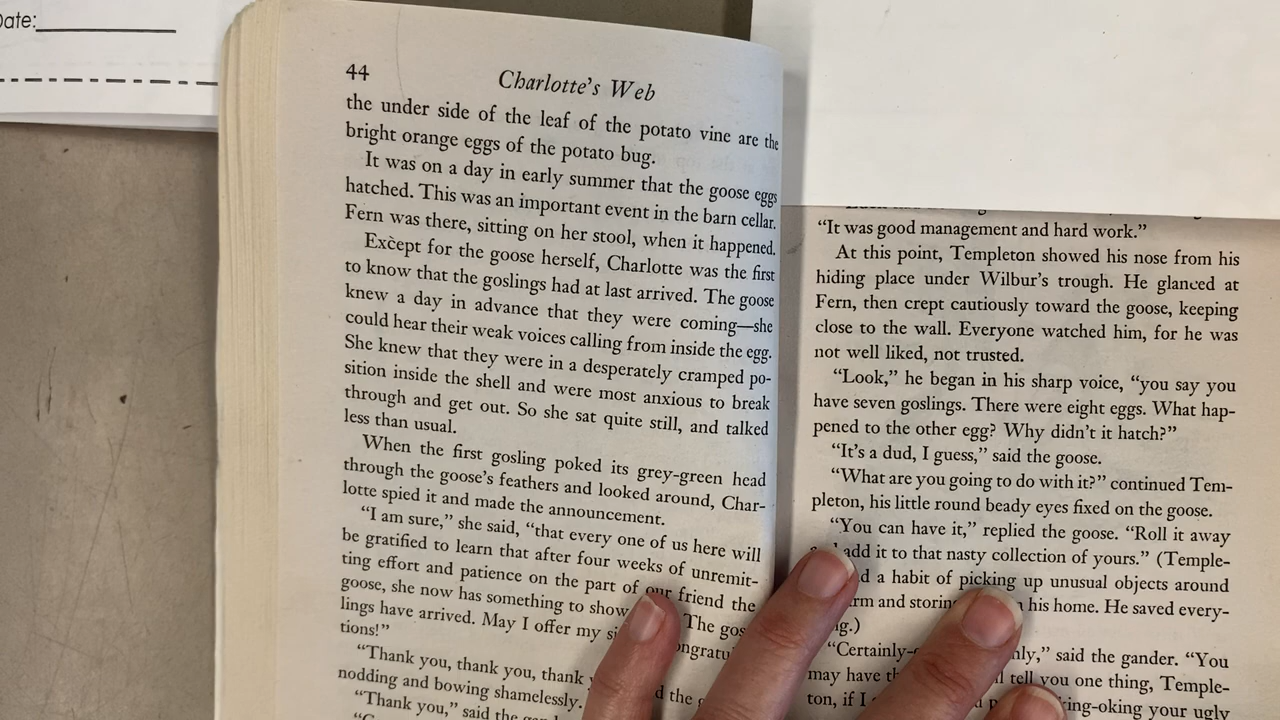 Date:
44
Charlotte's Web
the under side of the leaf of the potato vine are the
bright orange eggs of the potato bug.
It was on a day in early summer that the goose eggs
hatched. This was an important event in the barn cellar.
Fern was there, sitting on her stool, when it happened.
Except for the goose herself, Charlotte was the first
to know that the goslings had at last arrived. The goose
knew a day in advance that they were coming—she
could hear their weak voices calling from inside the egg.
She knew that they were in a desperately cramped po-
sition inside the shell and were most anxious to break
through and get out. So she sat quite still, and talked
less than usual.
When the first gosling poked its grey-green head
through the goose's feathers and looked around, Char-
lotte spied it and made the announcement.
"I am sure," she said, "that every one of us here will
be gratified to learn that after four weeks of unremit-
ting effort and patience on the part of our friend the
goose, she now has something to show The
lings have arrived. May I offer my
tions!"
"Thank you, thank you, thank
nodding and bowing shamelessly. the
"Thank you," said the
"It was good management and hard work."
At this point, Templeton showed his nose from his
hiding place under Wilbur's trough. He glanced at
Fern, then crept cautiously toward the goose, keeping
close to the wall. Everyone watched him, for he was
not well liked, not trusted.
"Look," he began in his sharp voice, "you say you
have seven goslings. There were eight eggs. What hap-
pened to the other egg? Why didn't it hatch?"
"It's a dud, I guess," said the goose.
"What are you going to do with it?" continued Tem-
pleton, his little round beady eyes fixed on the goose.
"You can have it," replied the goose. "Roll it away
add it to that nasty collection of yours." (Temple-
a habit of picking up unusual objects around
and his home. He saved every-
"Certainly- said the gander. "You
may have tell you one thing, Temple-
ton, if I your ugly